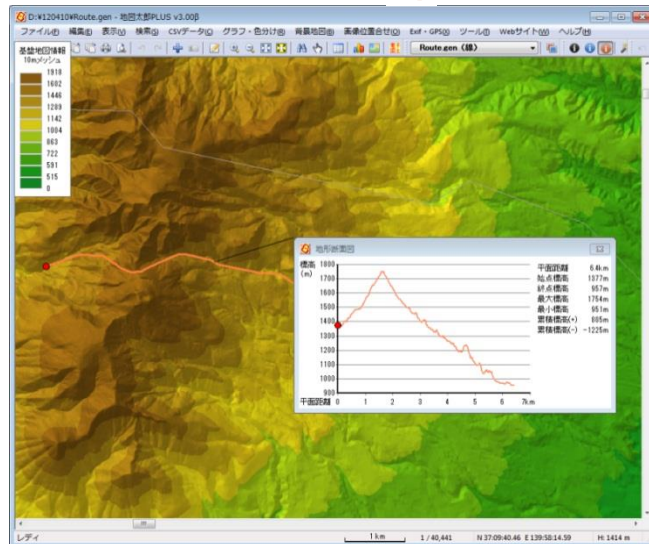 D:¥120410¥Route.gen - 地図太郎PLUS v3.00β
ファイル(F) 編集(E) 表示(V) 検索(S) CSVデータ(C) グラフ・色分け(R) 背景地図(B) 画像位置合せ(O) Exif・GPS(X) ツール(T) Webサイト(W) ヘルプ(H)
Route.gen (線)
基盤地図情報
10mメッシュ
1918
1602
1446
1289
1142
1004
863
722
591
515
0
地形断面図
標高
(m)
1800
1700
1600
1500
1400
1300
1200
1100
1000
900
平面距離 0 1 2 3 4 5 6 7km
平面距離 6.4km
始点標高 1377m
終点標高 957m
最大標高 1754m
最小標高 951m
累積標高(+) 805m
累積標高(-) -1225m
レディ
1 km
1 / 40,441
N 37:09:40.46 E 139:58:14.59
H: 1414 m